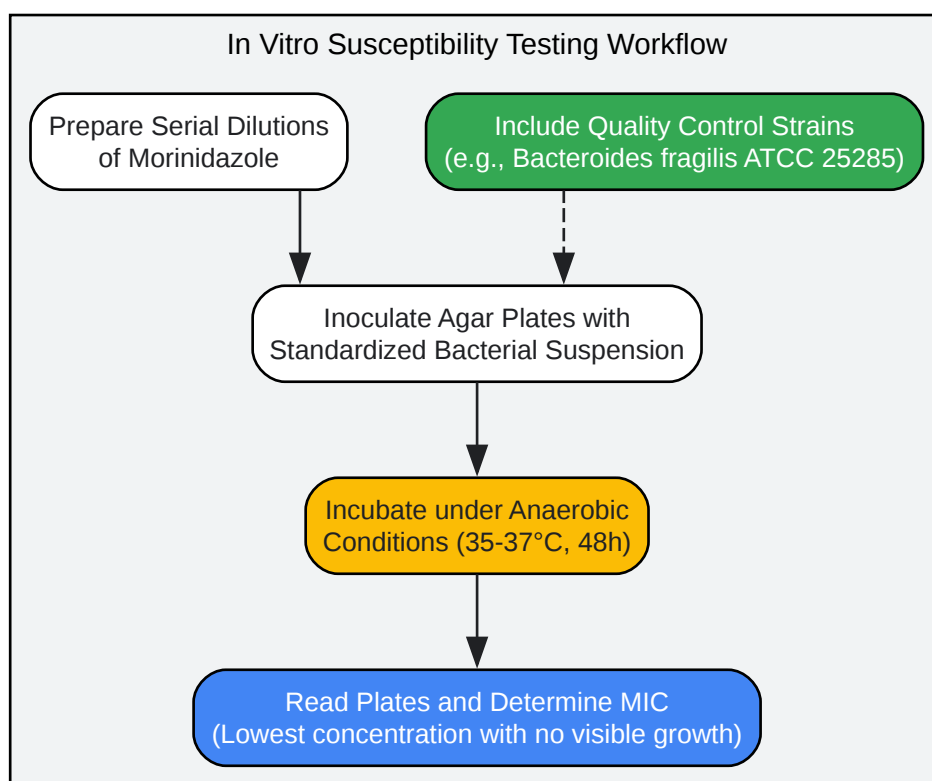 In Vitro Susceptibility Testing Workflow
Prepare Serial Dilutions
of Morinidazole
Include Quality Control Strains
(e.g., Bacteroides fragilis ATCC 25285)
Inoculate Agar Plates with
Standardized Bacterial Suspension
Incubate under Anaerobic
Conditions (35-37°C, 48h)
Read Plates and Determine MIC
(Lowest concentration with no visible growth)